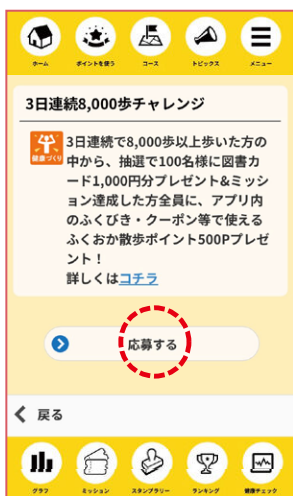 ホーム ポイントを使う コース トピックス メニュー
3日連続8,000歩チャレンジ
健康づくり
3日連続で8,000歩以上歩いた方の
中から、抽選で100名様に図書カ
ード1,000円分プレゼント&ミッシ
ョン達成した方全員に、アプリ内
のふくびき・クーポン等で使える
ふくおか散歩ポイント500Pプレゼ
ント！
詳しくはコチラ
応募する
戻る
グラフ ミッション スタンプラリー ランキング 健康チェック